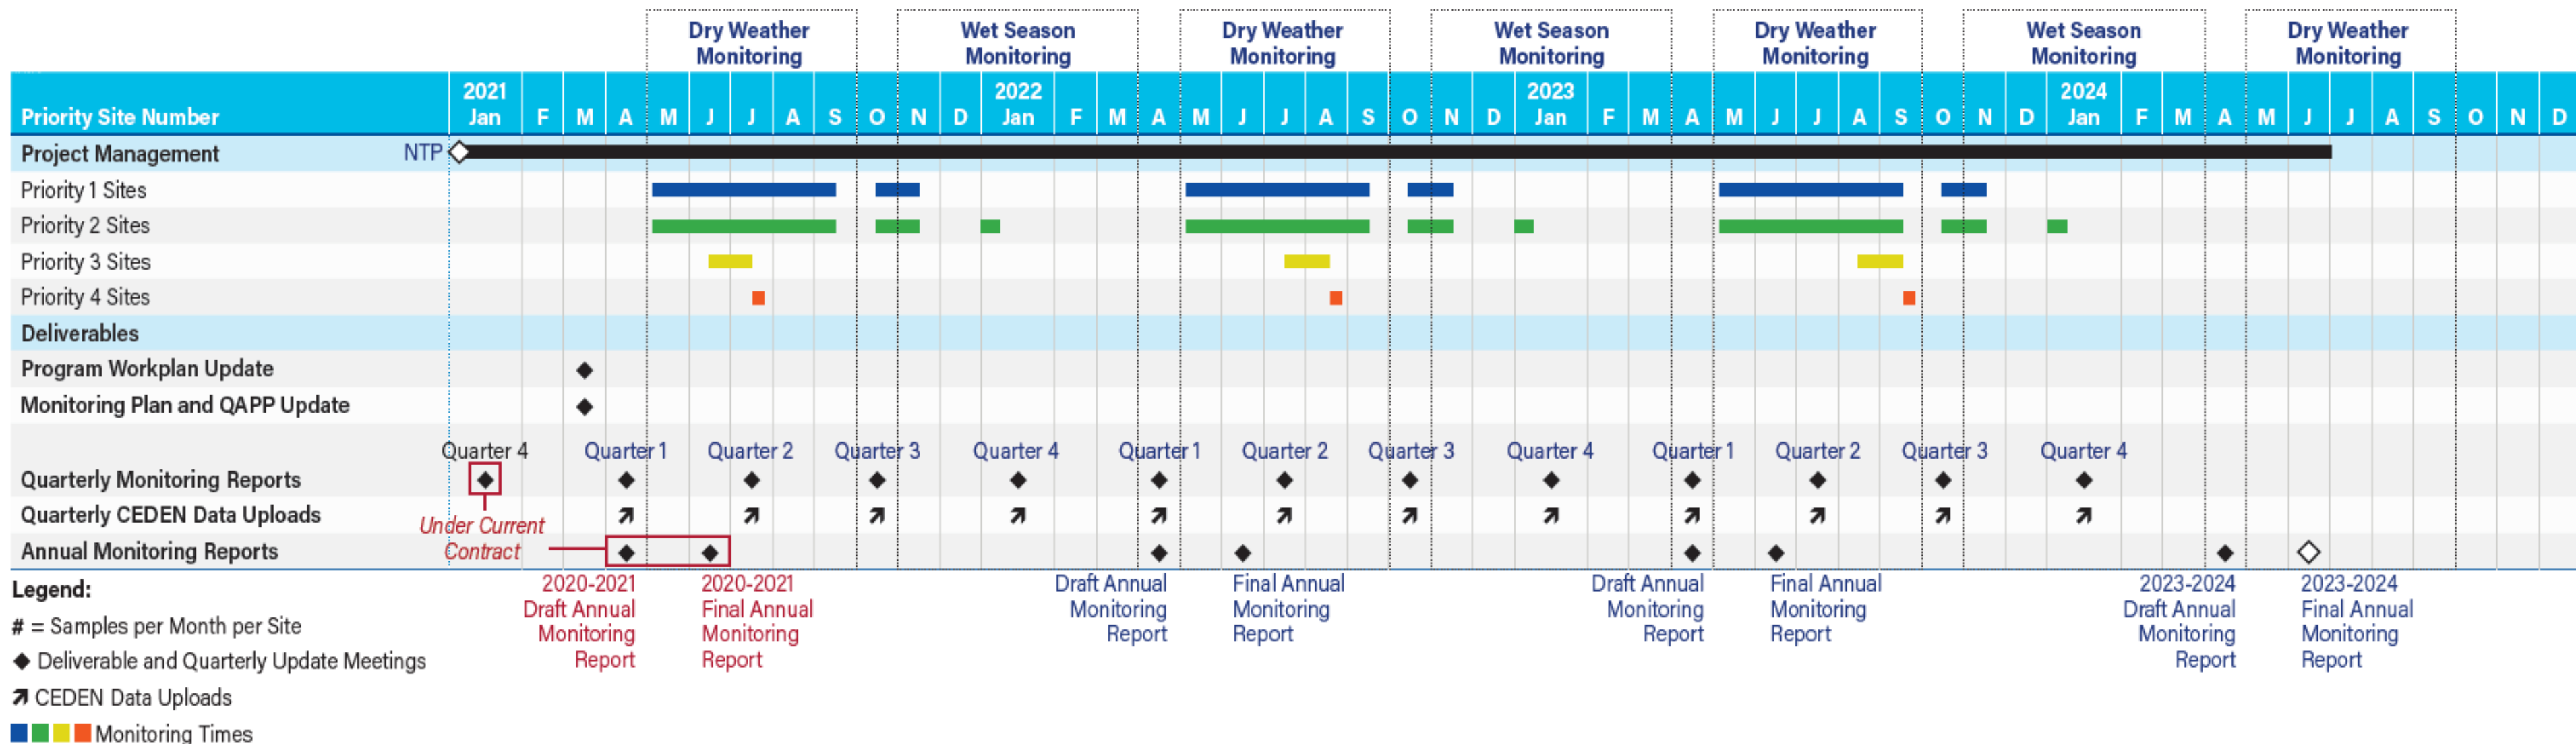 Dry Weather
Monitoring
Wet Season
Monitoring
Dry Weather
Monitoring
Wet Season
Monitoring
Dry Weather
Monitoring
Wet Season
Monitoring
Dry Weather
Monitoring
2021 2022 2023 2024
Priority Site Number Jan F M A M J J A S O N D Jan F M A M J J A S O N D Jan F M A M J J A S O N D Jan F M A M J J A S O N D
Project Management NTP
Priority 1 Sites
Priority 2 Sites
Priority 3 Sites
Priority 4 Sites
Deliverables
Program Workplan Update
Monitoring Plan and QAPP Update
Quarter 4 Quarter 1 Quarter 2 Quarter 3 Quarter 4 Quarter 1 Quarter 2 Quarter 3 Quarter 4 Quarter 1 Quarter 2 Quarter 3 Quarter 4
Quarterly Monitoring Reports
Quarterly CEDEN Data Uploads
Under Current
Contract
Annual Monitoring Reports
2020-2021
Draft Annual
Monitoring
Report
2020-2021
Final Annual
Monitoring
Report
Draft Annual
Monitoring
Report
Final Annual
Monitoring
Report
Draft Annual
Monitoring
Report
Final Annual
Monitoring
Report
2023-2024
Draft Annual
Monitoring
Report
2023-2024
Final Annual
Monitoring
Report
Legend:
# = Samples per Month per Site
Deliverable and Quarterly Update Meetings
CEDEN Data Uploads
Monitoring Times